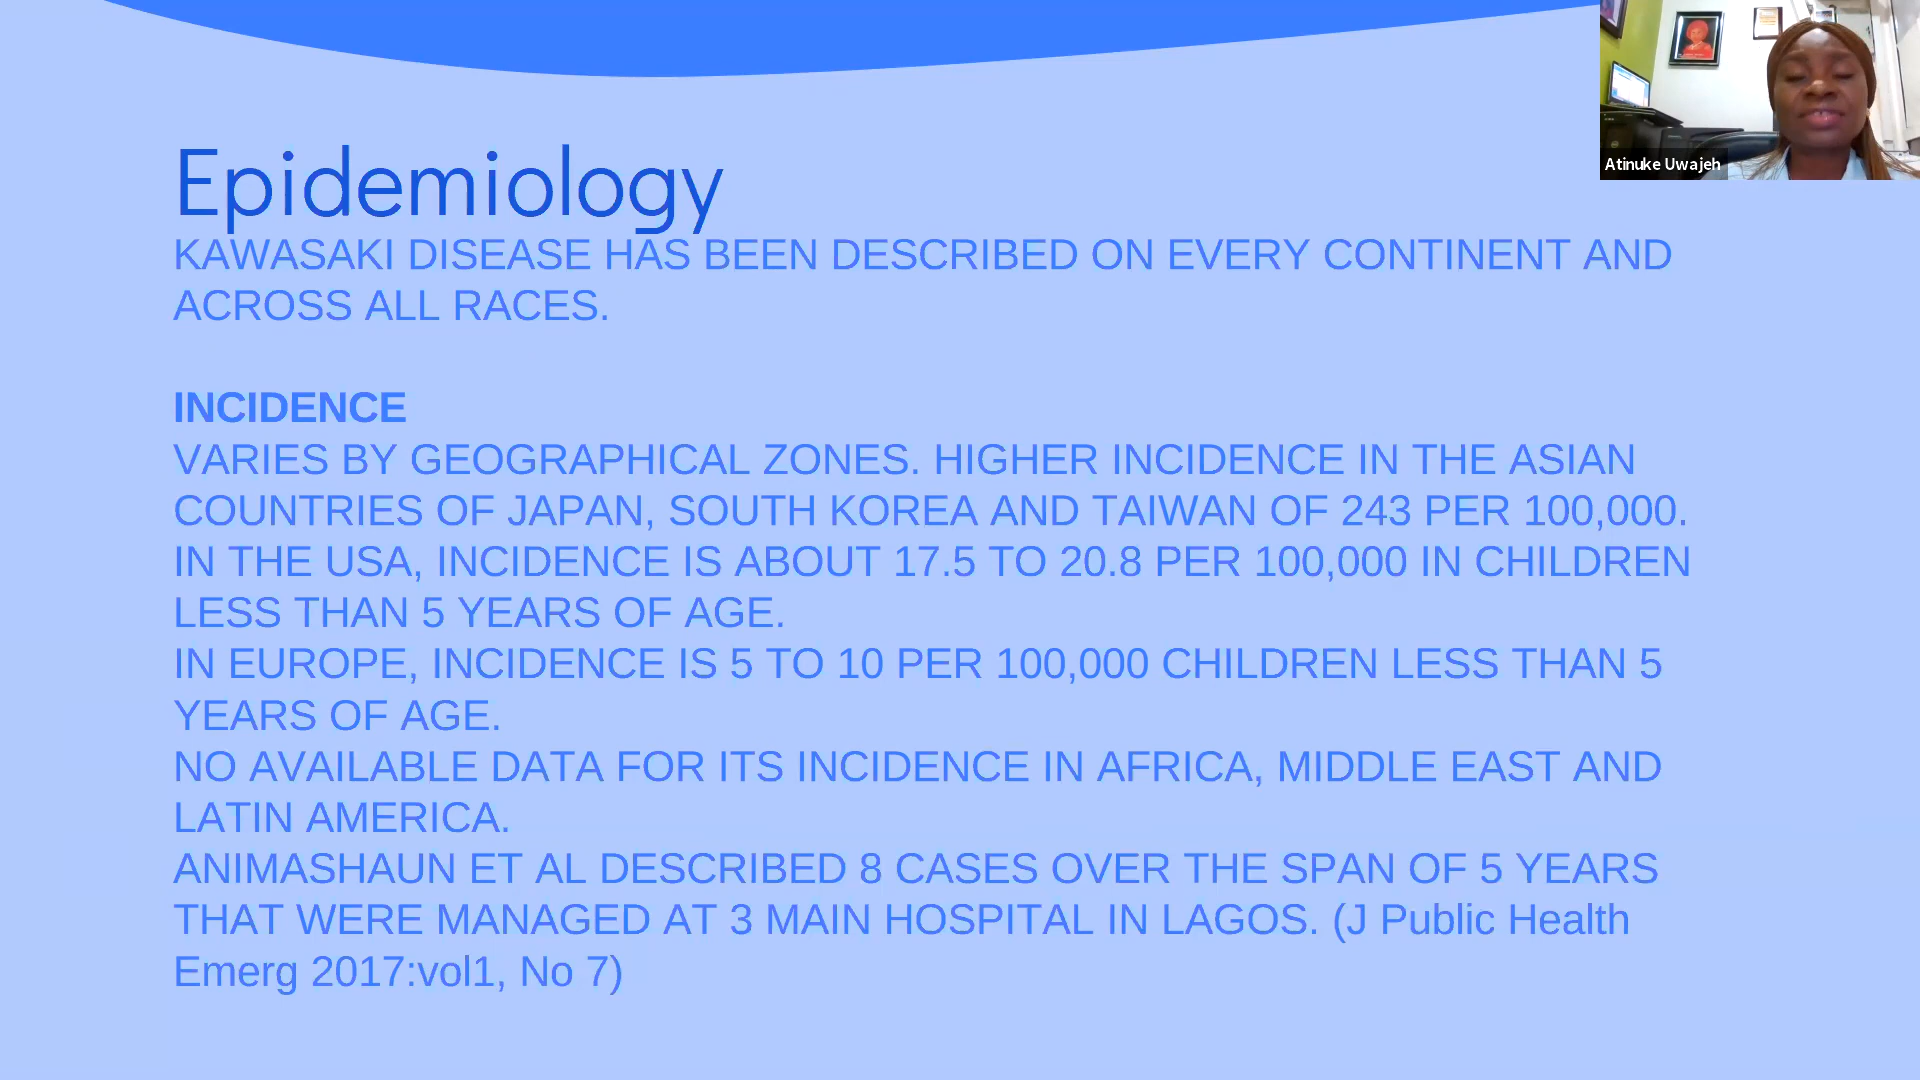 Epidemiology
KAWASAKI DISEASE HAS BEEN DESCRIBED ON EVERY CONTINENT AND
ACROSS ALL RACES.
INCIDENCE
VARIES BY GEOGRAPHICAL ZONES. HIGHER INCIDENCE IN THE ASIAN
COUNTRIES OF JAPAN, SOUTH KOREA AND TAIWAN OF 243 PER 100,000.
IN THE USA, INCIDENCE IS ABOUT 17.5 TO 20.8 PER 100,000 IN CHILDREN
LESS THAN 5 YEARS OF AGE.
IN EUROPE, INCIDENCE IS 5 TO 10 PER 100,000 CHILDREN LESS THAN 5
YEARS OF AGE.
NO AVAILABLE DATA FOR ITS INCIDENCE IN AFRICA, MIDDLE EAST AND
LATIN AMERICA.
ANIMASHAUN ET AL DESCRIBED 8 CASES OVER THE SPAN OF 5 YEARS
THAT WERE MANAGED AT 3 MAIN HOSPITAL IN LAGOS. (J Public Health
Emerg 2017:vol1, No 7)
Atinuke Uwajeh